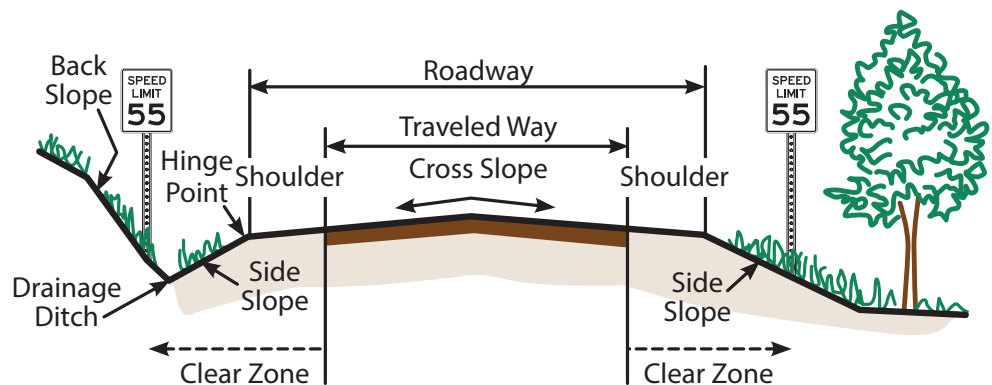 Back
Slope
SPEED
LIMIT
55
Roadway
SPEED
LIMIT
55
Traveled Way
Hinge
Point
Shoulder
Cross Slope
Shoulder
Drainage
Ditch
Side
Slope
Side
Slope
Clear Zone
Clear Zone